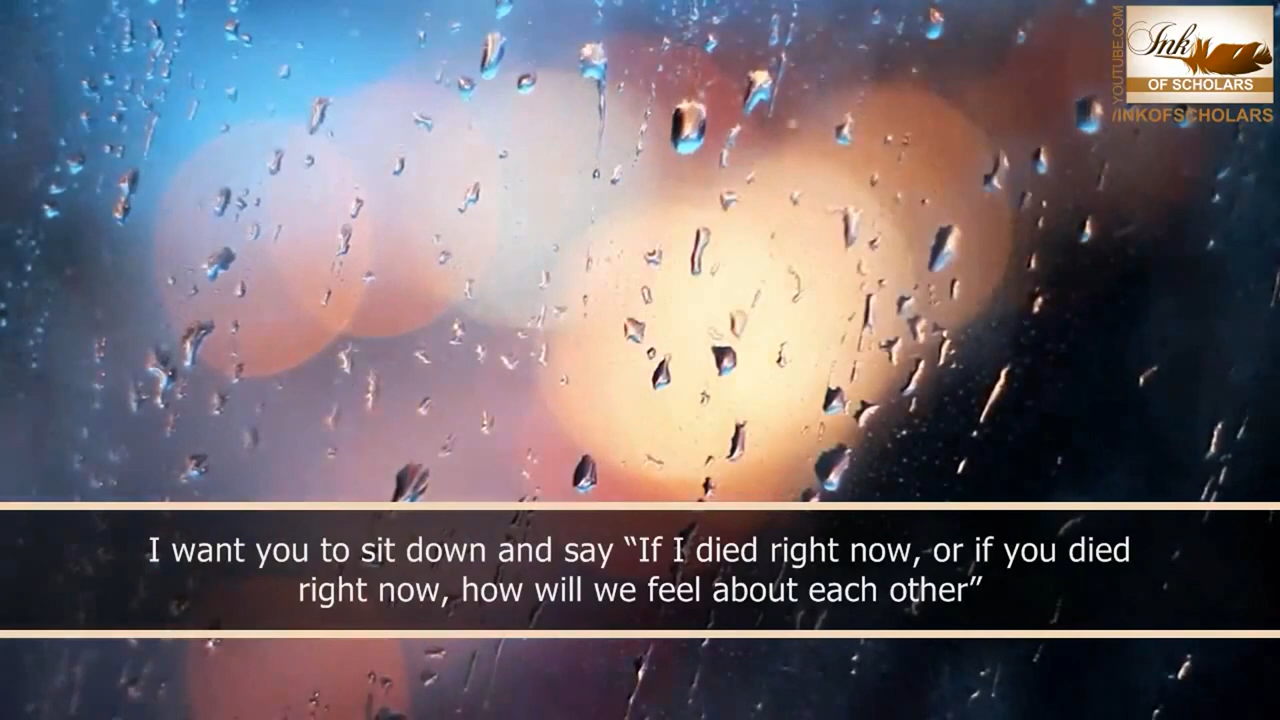 YOUTUBE.COM
Ink
OF SCHOLARS
/INKOFSCHOLARS
I want you to sit down and say “If I died right now, or if you died
right now, how will we feel about each other”